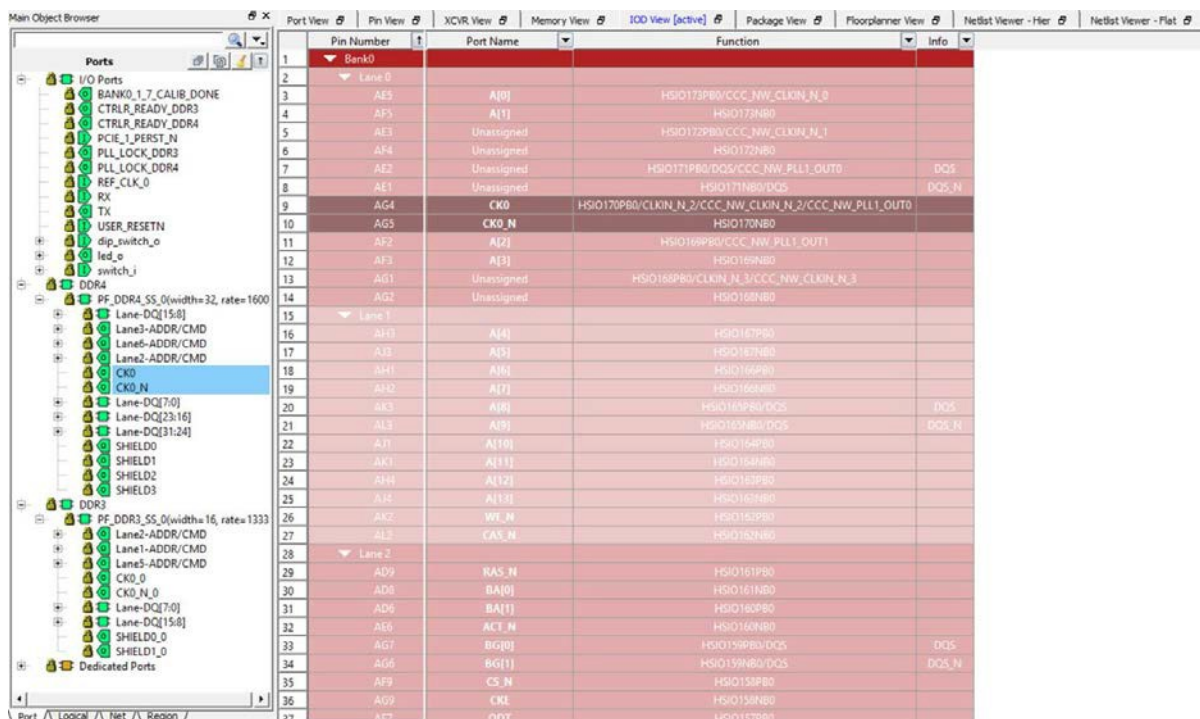 Main Object Browser
Port View Pin View XCVR View Memory View IOD View [active] Package View Floorplanner View Netlist Viewer - Hier Netlist Viewer - Flat
Ports
I/O Ports
BANK0_1_7_CALIB_DONE
CTRLR_READY_DDR3
CTRLR_READY_DDR4
PCIE_1_PERST_N
PLL_LOCK_DDR3
PLL_LOCK_DDR4
REF_CLK_0
RX
TX
USER_RESETN
dip_switch_o
led_o
switch_i
DDR4
PF_DDR4_SS_0(width=32, rate=1600
Lane-DQ[15:8]
Lane3-ADDR/CMD
Lane6-ADDR/CMD
Lane2-ADDR/CMD
CK0
CK0_N
Lane-DQ[7:0]
Lane-DQ[23:16]
Lane-DQ[31:24]
SHIELD0
SHIELD1
SHIELD2
SHIELD3
DDR3
PF_DDR3_SS_0(width=16, rate=1333
Lane2-ADDR/CMD
Lane1-ADDR/CMD
Lane5-ADDR/CMD
CK0_0
CK0_N_0
Lane-DQ[7:0]
Lane-DQ[15:8]
SHIELD0_0
SHIELD1_0
Dedicated Ports
Port Logical Net Region
Pin Number Port Name Function Info
1 Bank0
2 Lane 0
3 AE5 A[0] HSIO173PB0/CCC_NW_CLKIN_N_0
4 AF5 A[1] HSIO173NB0
5 AE3 Unassigned HSIO172PB0/CCC_NW_CLKIN_N_1
6 AF4 Unassigned HSIO172NB0
7 AE2 Unassigned HSIO171PB0/DQS/CCC_NW_PLL1_OUT0 DQS
8 AE1 Unassigned HSIO171NB0/DQS DQS_N
9 AG4 CK0 HSIO170PB0/CLKIN_N_2/CCC_NW_CLKIN_N_2/CCC_NW_PLL1_OUT0
10 AG5 CK0_N HSIO170NB0
11 AF2 A[2] HSIO169PB0/CCC_NW_PLL1_OUT1
12 AF3 A[3] HSIO169NB0
13 AG1 Unassigned HSIO168PB0/CLKIN_N_3/CCC_NW_CLKIN_N_3
14 AG2 Unassigned HSIO168NB0
15 Lane 1
16 AH3 A[4] HSIO167PB0
17 AJ3 A[5] HSIO167NB0
18 AH1 A[6] HSIO166PB0
19 AH2 A[7] HSIO166NB0
20 AK3 A[8] HSIO165PB0/DQS DQS
21 AL3 A[9] HSIO165NB0/DQS DQS_N
22 AJ1 A[10] HSIO164PB0
23 AK1 A[11] HSIO164NB0
24 AH4 A[12] HSIO163PB0
25 AJ4 A[13] HSIO163NB0
26 AK2 WE_N HSIO162PB0
27 AL2 CAS_N HSIO162NB0
28 Lane 2
29 AD9 RAS_N HSIO161PB0
30 AD8 BA[0] HSIO161NB0
31 AD6 BA[1] HSIO160PB0
32 AE6 ACT_N HSIO160NB0
33 AG7 BG[0] HSIO159PB0/DQS DQS
34 AG6 BG[1] HSIO159NB0/DQS DQS_N
35 AF9 CS_N HSIO158PB0
36 AG9 CKE HSIO158NB0
37 AF7 ODT HSIO157PB0